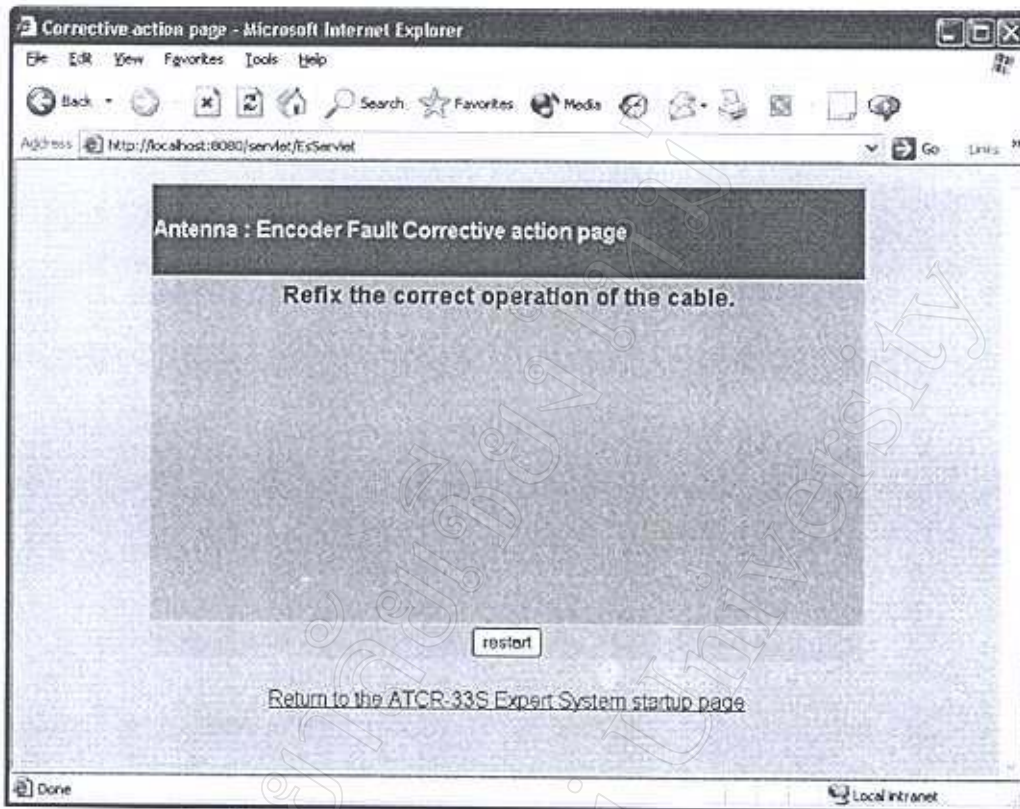 Corrective action page - Microsoft Internet Explorer
File Edit View Favorites Tools Help
Back Search Favorites Media
Address http://localhost:8080/servlet/EsServlet Go Links »
Antenna : Encoder Fault Corrective action page
Refix the correct operation of the cable.
restart
Return to the ATCR-33S Expert System startup page
Done Local intranet
University